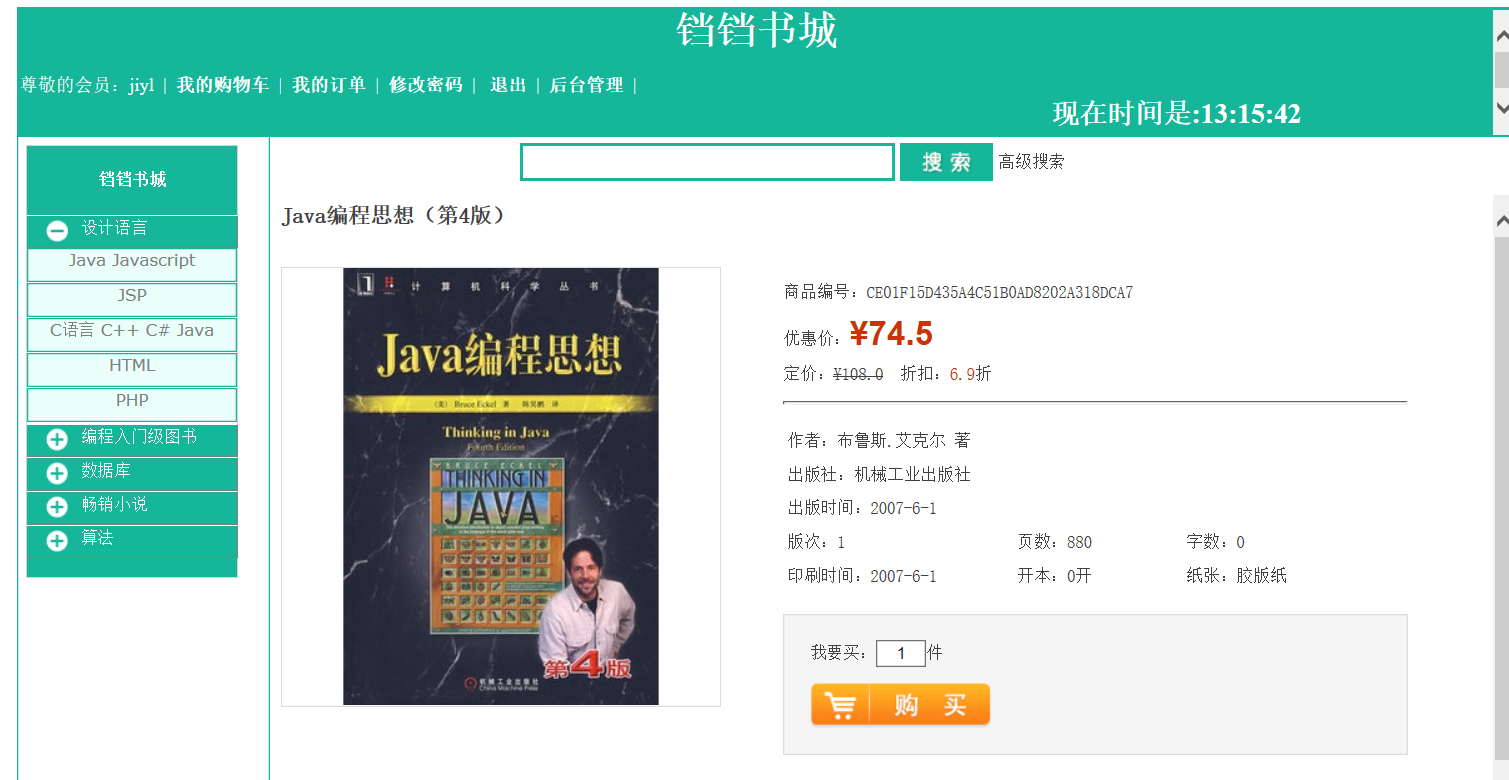 铛铛书城
尊敬的会员：jiyl | 我的购物车 | 我的订单 | 修改密码 | 退出 | 后台管理 |
现在时间是:13:15:42
铛铛书城
设计语言
Java Javascript
JSP
C语言 C++ C# Java
HTML
PHP
编程入门级图书
数据库
畅销小说
算法
搜 索 高级搜索
Java编程思想（第4版）
计算机科学丛书
Java编程思想
（美） Bruce Eckel 著 陈昊鹏 译
Thinking in Java
Fourth Edition
BRUCE ECKEL
THINKING IN
JAVA
第4版
机械工业出版社
China Machine Press
商品编号：CE01F15D435A4C51B0AD8202A318DCA7
优惠价：¥74.5
定价：¥108.0 折扣：6.9折
作者：布鲁斯.艾克尔 著
出版社：机械工业出版社
出版时间：2007-6-1
版次：1 页数：880 字数：0
印刷时间：2007-6-1 开本：0开 纸张：胶版纸
我要买：1件
购 买